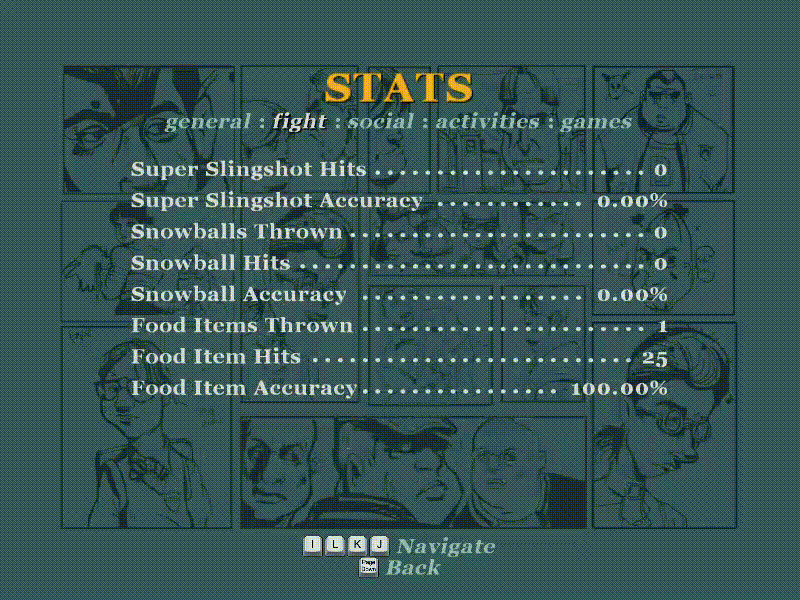 STATS
general : fight : social : activities : games
Super Slingshot Hits . . . . . . . . . . . . . . . . . . . . . . . 0
Super Slingshot Accuracy . . . . . . . . . . . . 0.00%
Snowballs Thrown . . . . . . . . . . . . . . . . . . . . . . . . . 0
Snowball Hits . . . . . . . . . . . . . . . . . . . . . . . . . . . . . 0
Snowball Accuracy . . . . . . . . . . . . . . . . . . . 0.00%
Food Items Thrown . . . . . . . . . . . . . . . . . . . . . . . . 1
Food Item Hits . . . . . . . . . . . . . . . . . . . . . . . . . . . 25
Food Item Accuracy . . . . . . . . . . . . . . . . 100.00%
I L K J Navigate
Page Down Back